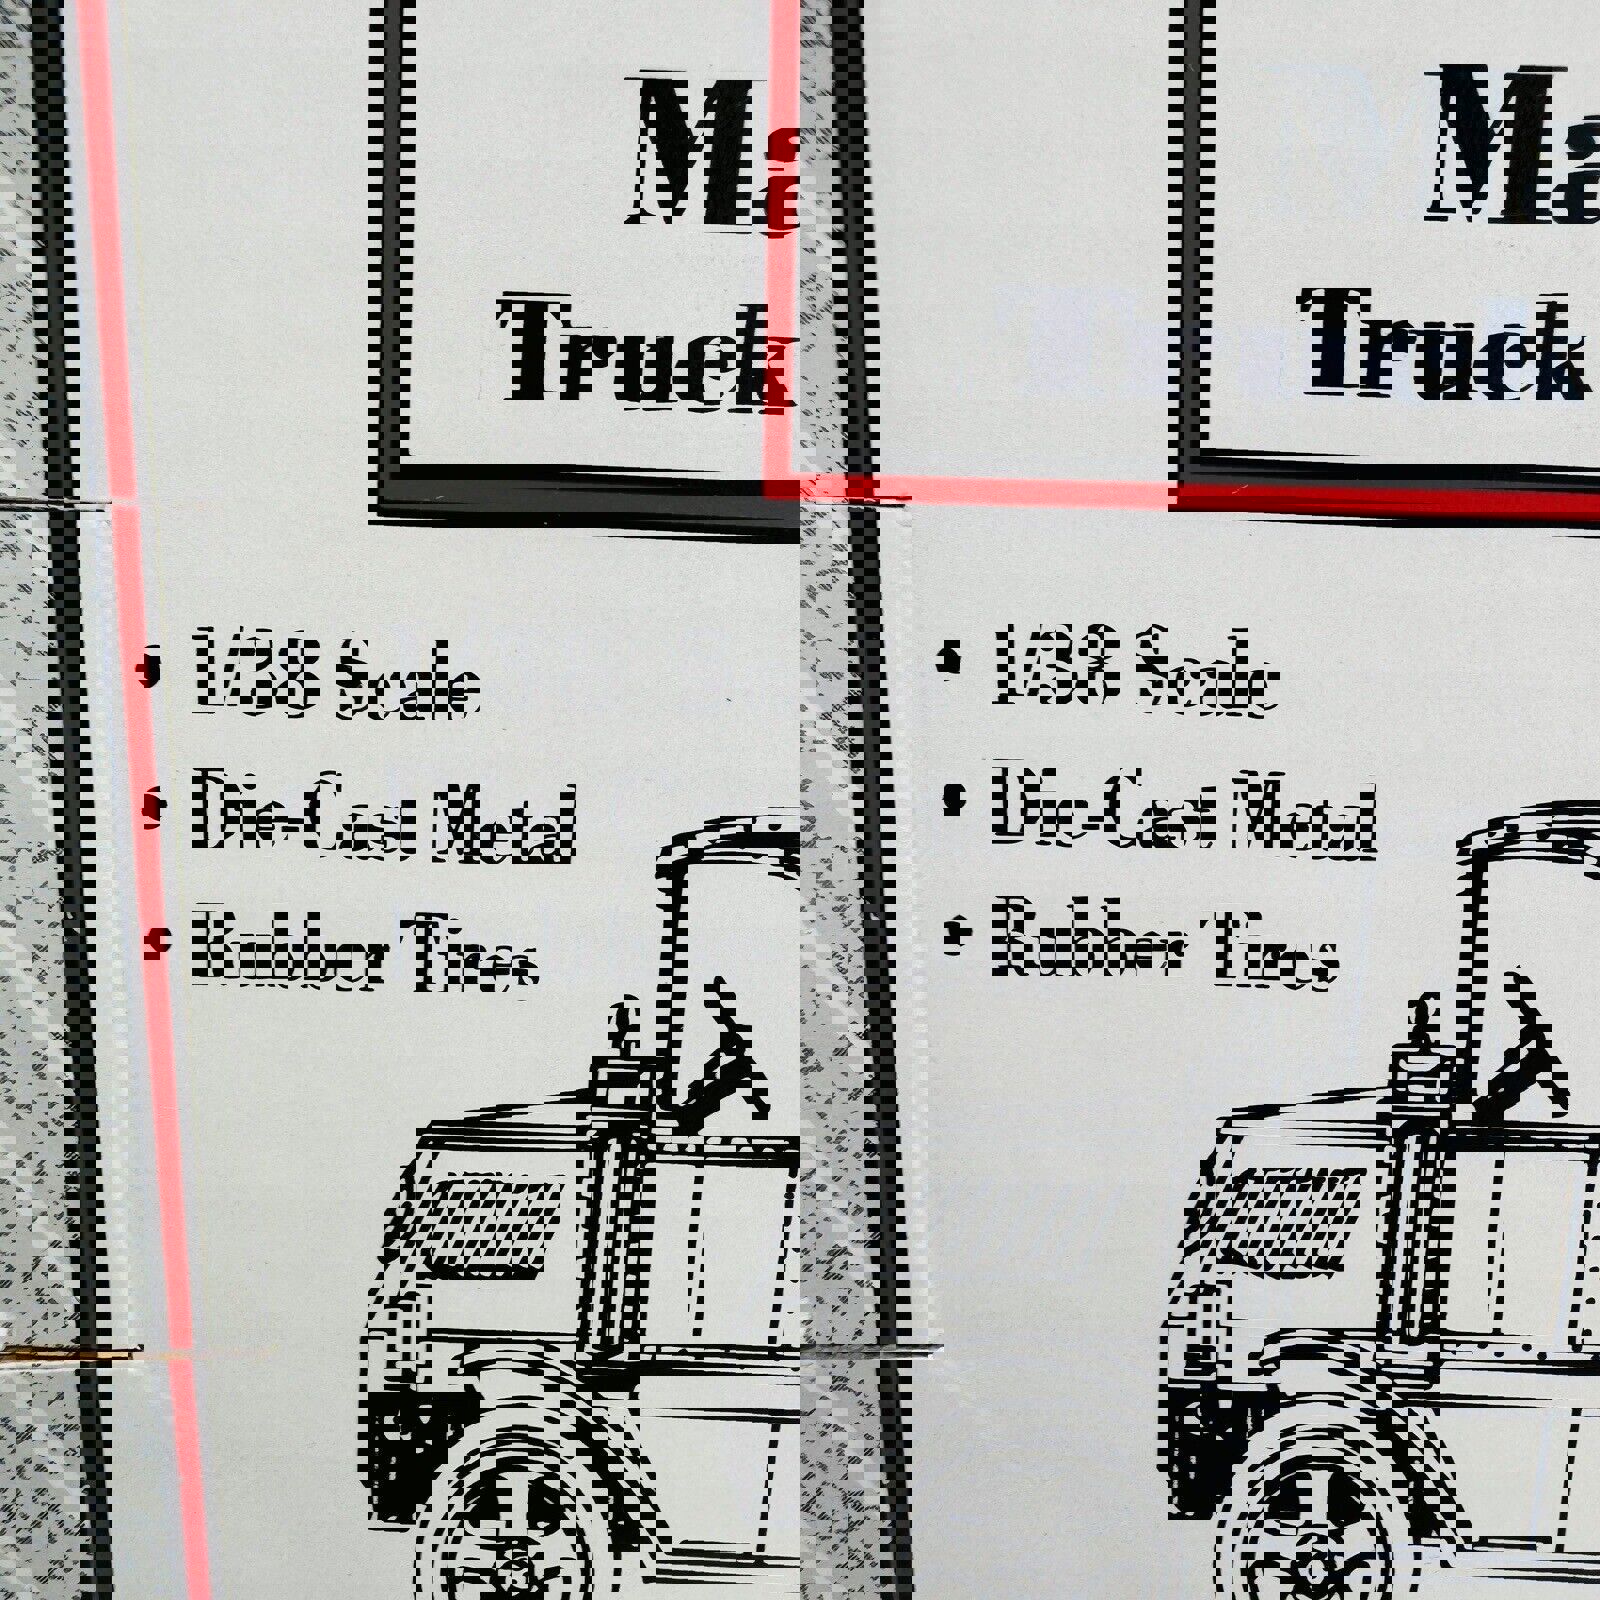 Ma
Truck
• 1/38 Scale
• Die-Cast Metal
• Rubber Tires
Ma
Truck
• 1/38 Scale
• Die-Cast Metal
• Rubber Tires